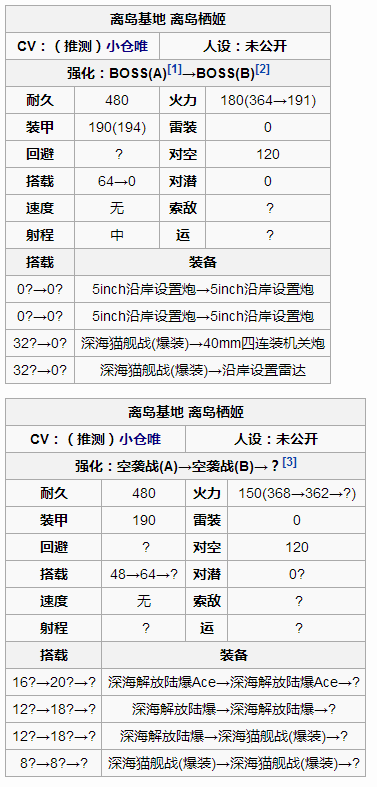 离岛基地 离岛栖姬
CV：（推测）小仓唯 人设：未公开
强化：BOSS(A)[1]→BOSS(B)[2]
耐久 480 火力 180(364→191)
装甲 190(194) 雷装 0
回避 ? 对空 120
搭载 64→0 对潜 0
速度 无 索敌 ?
射程 中 运 ?
搭载 装备
0?→0? 5inch沿岸设置炮→5inch沿岸设置炮
0?→0? 5inch沿岸设置炮→5inch沿岸设置炮
32?→0? 深海猫舰战(爆装)→40mm四连装机关炮
32?→0? 深海猫舰战(爆装)→沿岸设置雷达
离岛基地 离岛栖姬
CV：（推测）小仓唯 人设：未公开
强化：空袭战(A)→空袭战(B)→？[3]
耐久 480 火力 150(368→362→?)
装甲 190 雷装 0
回避 ? 对空 120
搭载 48→64→? 对潜 0?
速度 无 索敌 ?
射程 ? 运 ?
搭载 装备
16?→20?→? 深海解放陆爆Ace→深海解放陆爆Ace→?
12?→18?→? 深海解放陆爆→深海解放陆爆→?
12?→18?→? 深海解放陆爆→深海猫舰战(爆装)→?
8?→8?→? 深海猫舰战(爆装)→深海猫舰战(爆装)→?